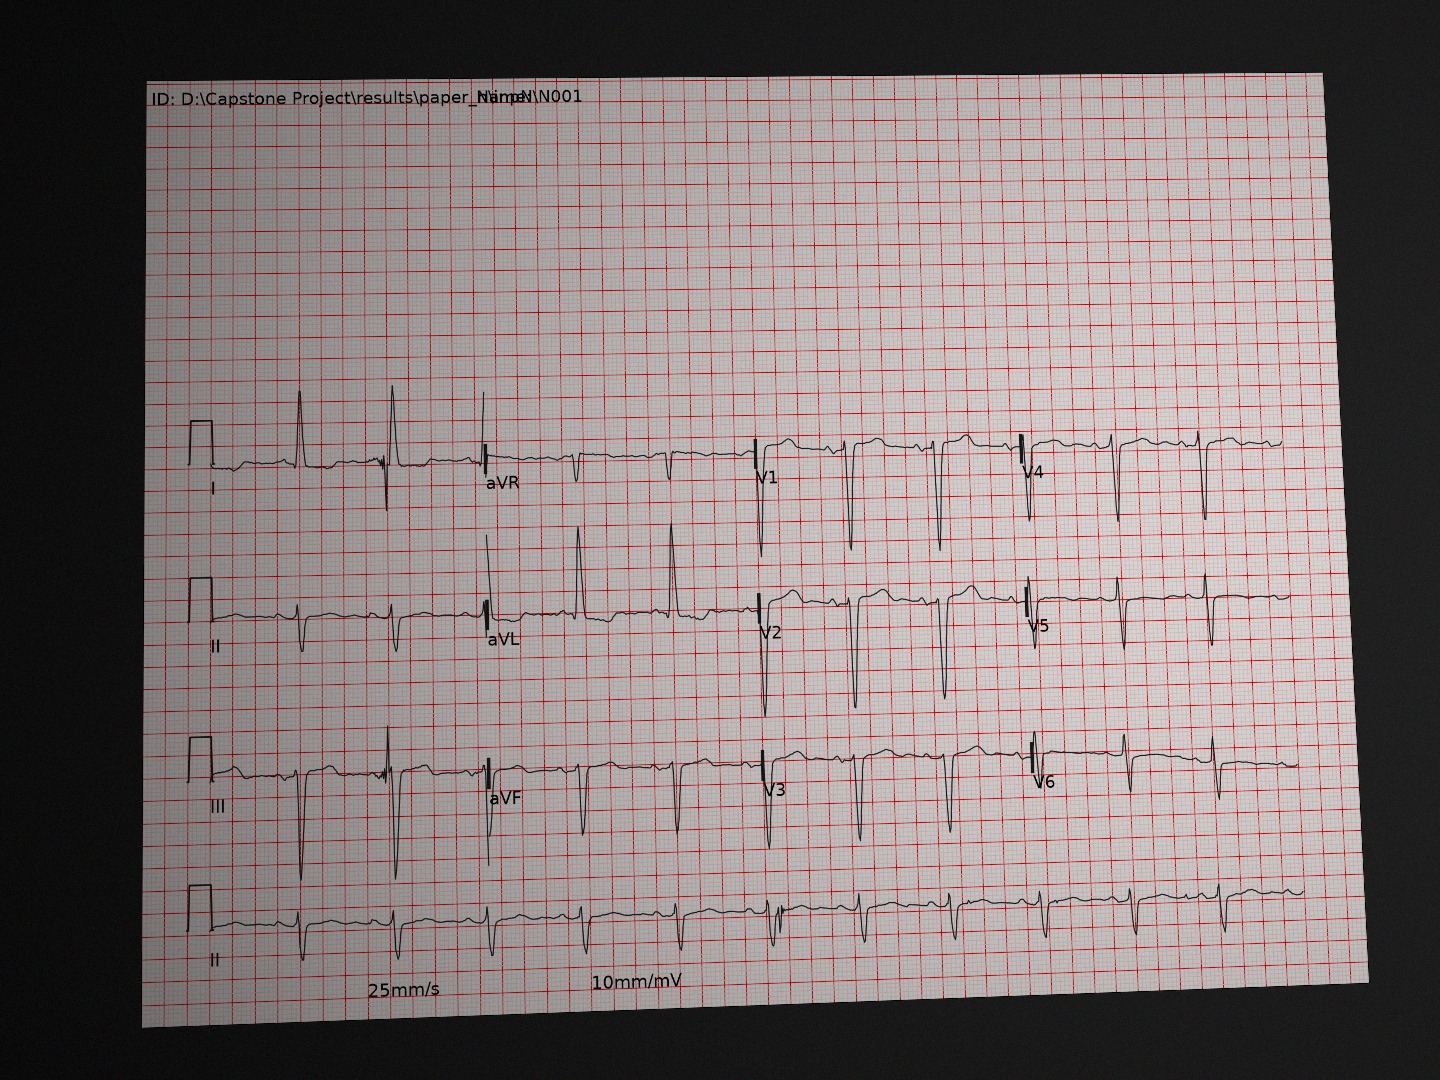 ID: D:\Capstone Project\results\paper_ \N001
I aVR V1 V4
II aVL V2 V5
III aVF V3 V6
II
25mm/s 10mm/mV